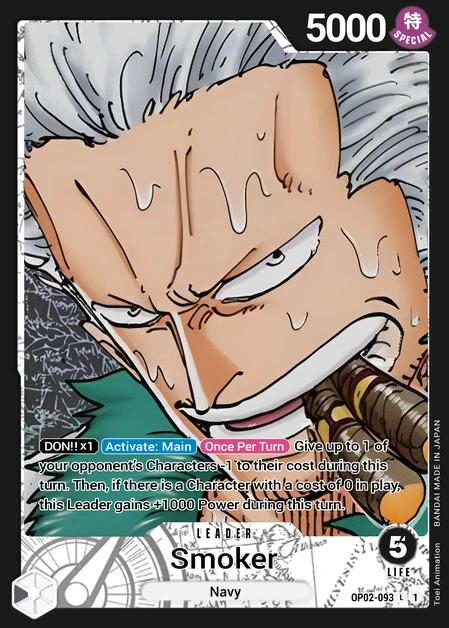 5000
特
SPECIAL
DON!!×1 Activate: Main Once Per Turn Give up to 1 of
your opponent's Characters -1 to their cost during this
turn. Then, if there is a Character with a cost of 0 in play,
this Leader gains +1000 Power during this turn.
LEADER
Smoker
Navy
5
LIFE
OP02-093 L 1
Toei Animation BANDAI MADE IN JAPAN